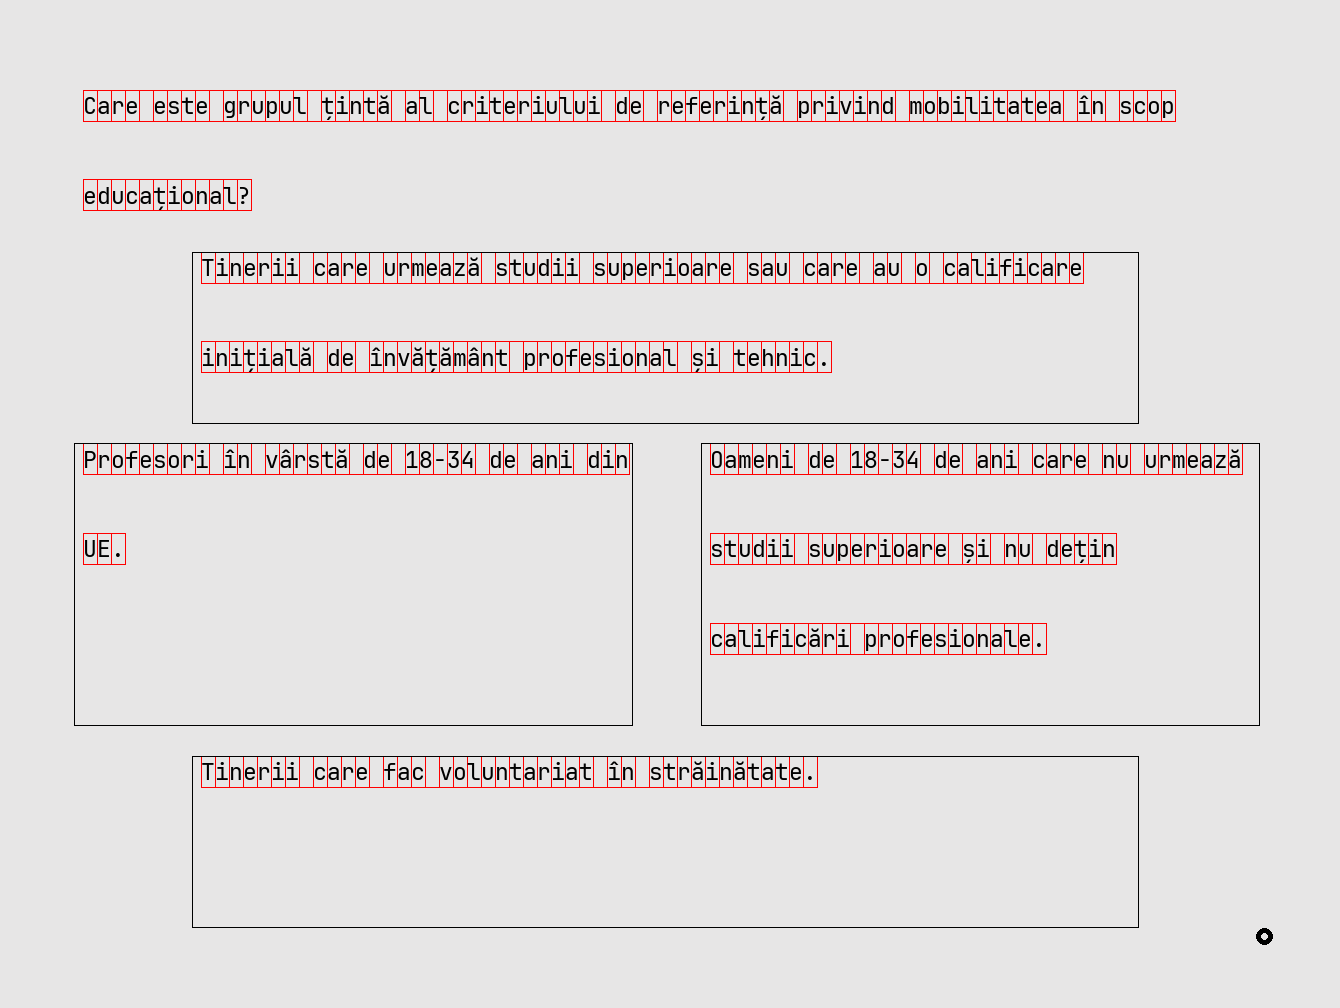 Care este grupul țintă al criteriului de referință privind mobilitatea în scop
educațional?
Tinerii care urmează studii superioare sau care au o calificare
inițială de învățământ profesional și tehnic.
Profesori în vârstă de 18-34 de ani din
UE.
Oameni de 18-34 de ani care nu urmează
studii superioare și nu dețin
calificări profesionale.
Tinerii care fac voluntariat în străinătate.